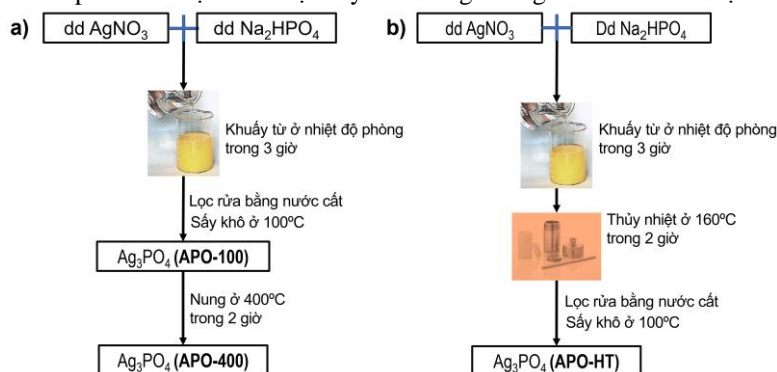 a)
dd AgNO3
dd Na2HPO4
Khuấy từ ở nhiệt độ phòng
trong 3 giờ
Lọc rửa bằng nước cất
Sấy khô ở 100ºC
Ag3PO4 (APO-100)
Nung ở 400ºC
trong 2 giờ
Ag3PO4 (APO-400)
b)
dd AgNO3
Dd Na2HPO4
Khuấy từ ở nhiệt độ phòng
trong 3 giờ
Thủy nhiệt ở 160ºC
trong 2 giờ
Lọc rửa bằng nước cất
Sấy khô ở 100ºC
Ag3PO4 (APO-HT)